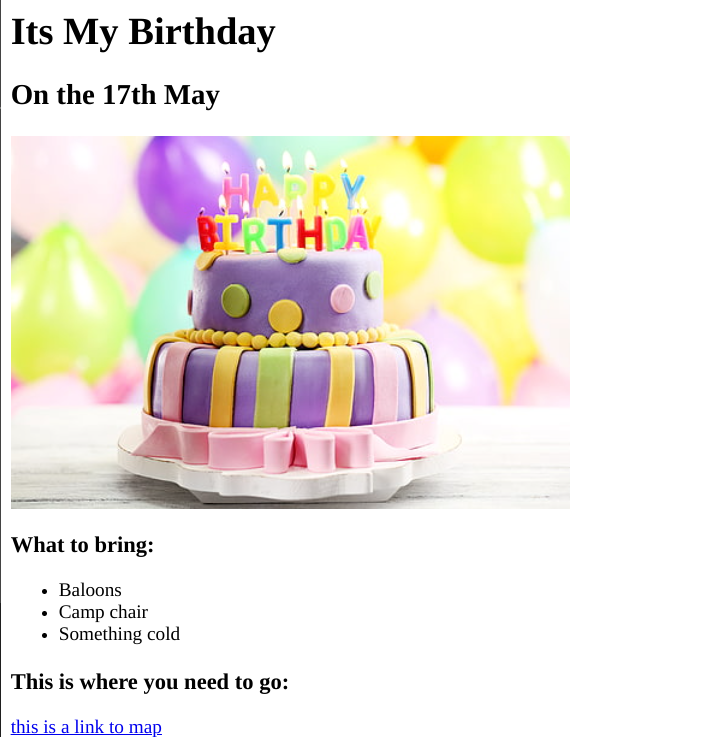 Its My Birthday
On the 17th May
HAPPY
BIRTHDAY
What to bring:
Baloons
Camp chair
Something cold
This is where you need to go:
this is a link to map